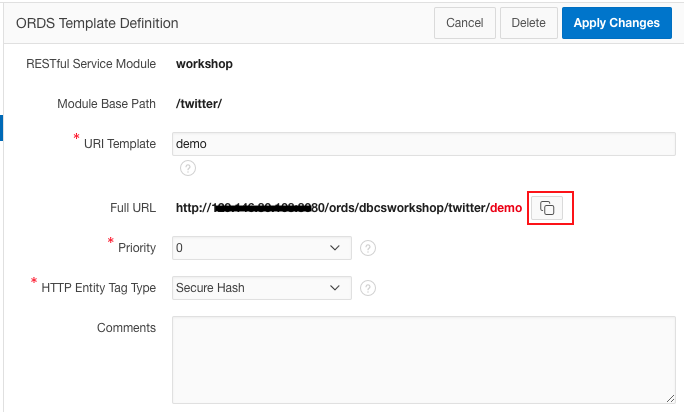 ORDS Template Definition
Cancel
Delete
Apply Changes
RESTful Service Module
workshop
Module Base Path
/twitter/
* URI Template
demo
?
Full URL
http://1 80/ords/dbcsworkshop/twitter/demo
* Priority
0
?
* HTTP Entity Tag Type
Secure Hash
?
Comments